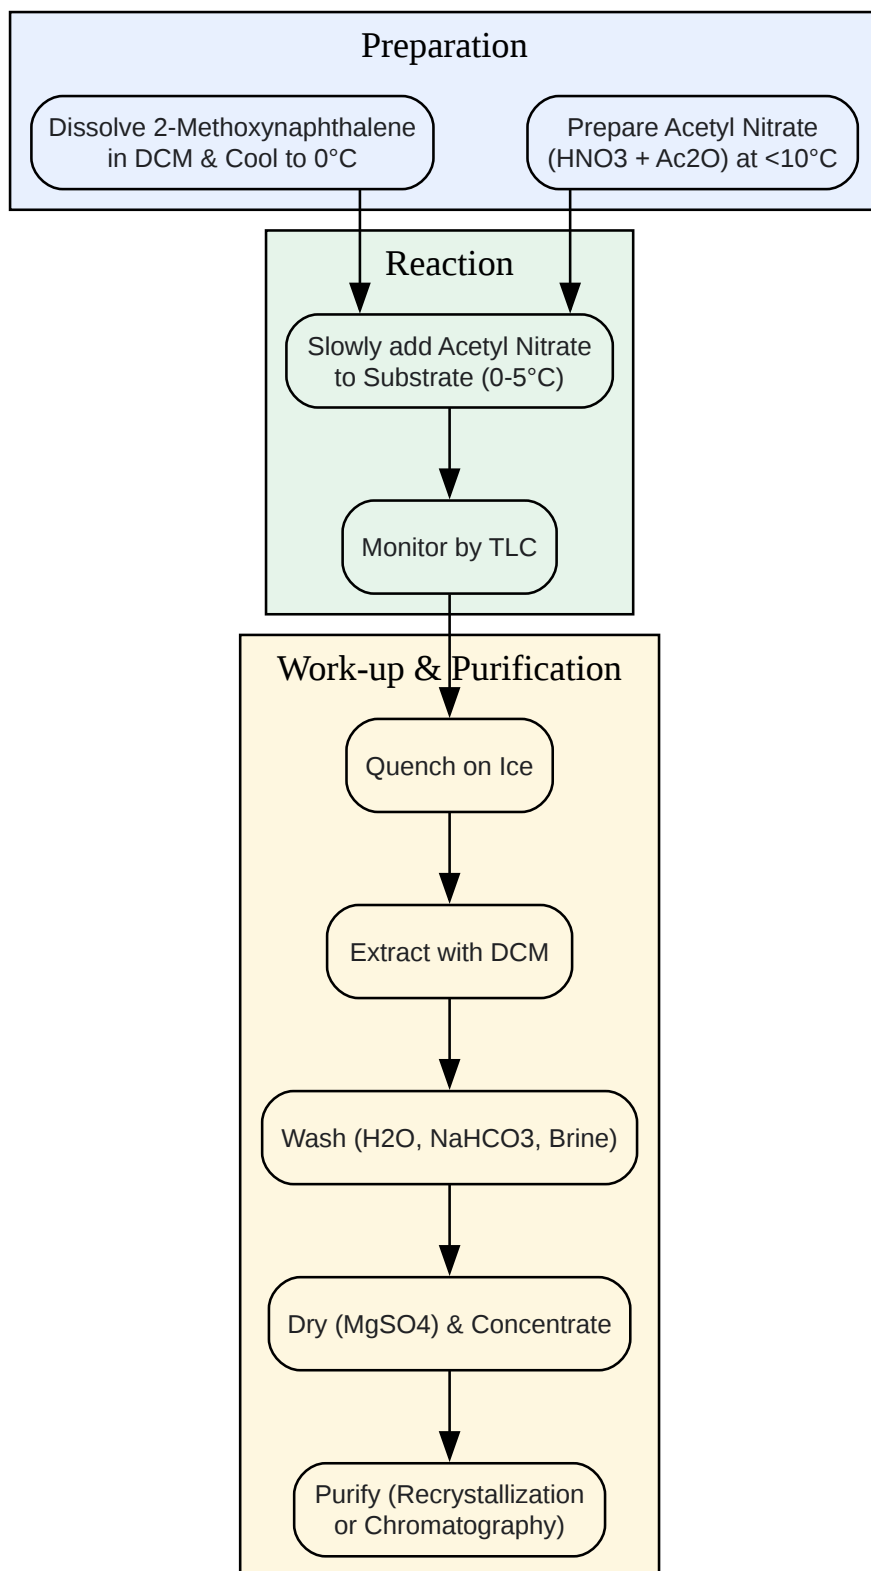 Preparation
Dissolve 2-Methoxynaphthalene
in DCM & Cool to 0°C
Prepare Acetyl Nitrate
(HNO3 + Ac2O) at <10°C
Reaction
Slowly add Acetyl Nitrate
to Substrate (0-5°C)
Monitor by TLC
Work-up & Purification
Quench on Ice
Extract with DCM
Wash (H2O, NaHCO3, Brine)
Dry (MgSO4) & Concentrate
Purify (Recrystallization
or Chromatography)